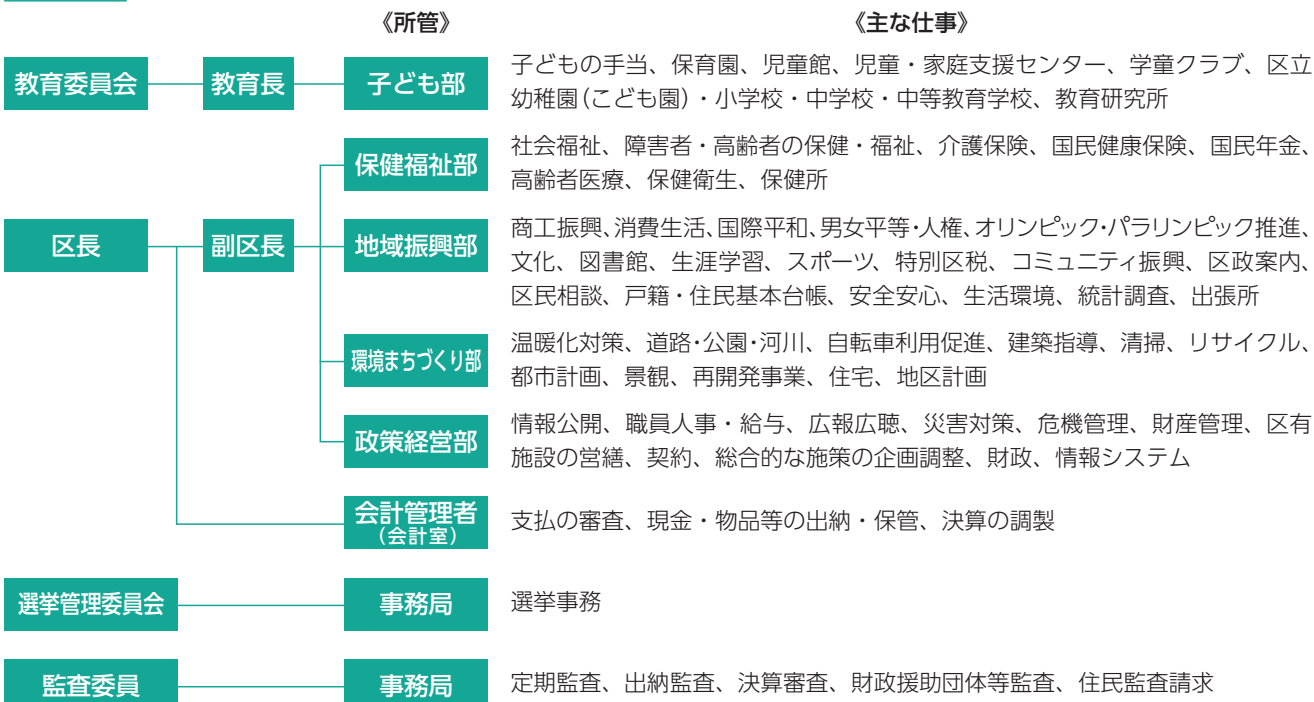 《所管》 《主な仕事》
教育委員会 教育長 子ども部
子どもの手当、保育園、児童館、児童・家庭支援センター、学童クラブ、区立
幼稚園(こども園)・小学校・中学校・中等教育学校、教育研究所
保健福祉部
社会福祉、障害者・高齢者の保健・福祉、介護保険、国民健康保険、国民年金、
高齢者医療、保健衛生、保健所
区長 副区長 地域振興部
商工振興、消費生活、国際平和、男女平等・人権、オリンピック・パラリンピック推進、
文化、図書館、生涯学習、スポーツ、特別区税、コミュニティ振興、区政案内、
区民相談、戸籍・住民基本台帳、安全安心、生活環境、統計調査、出張所
環境まちづくり部
温暖化対策、道路・公園・河川、自転車利用促進、建築指導、清掃、リサイクル、
都市計画、景観、再開発事業、住宅、地区計画
政策経営部
情報公開、職員人事・給与、広報広聴、災害対策、危機管理、財産管理、区有
施設の営繕、契約、総合的な施策の企画調整、財政、情報システム
会計管理者
(会計室)
支払の審査、現金・物品等の出納・保管、決算の調製
選挙管理委員会 事務局 選挙事務
監査委員 事務局 定期監査、出納監査、決算審査、財政援助団体等監査、住民監査請求